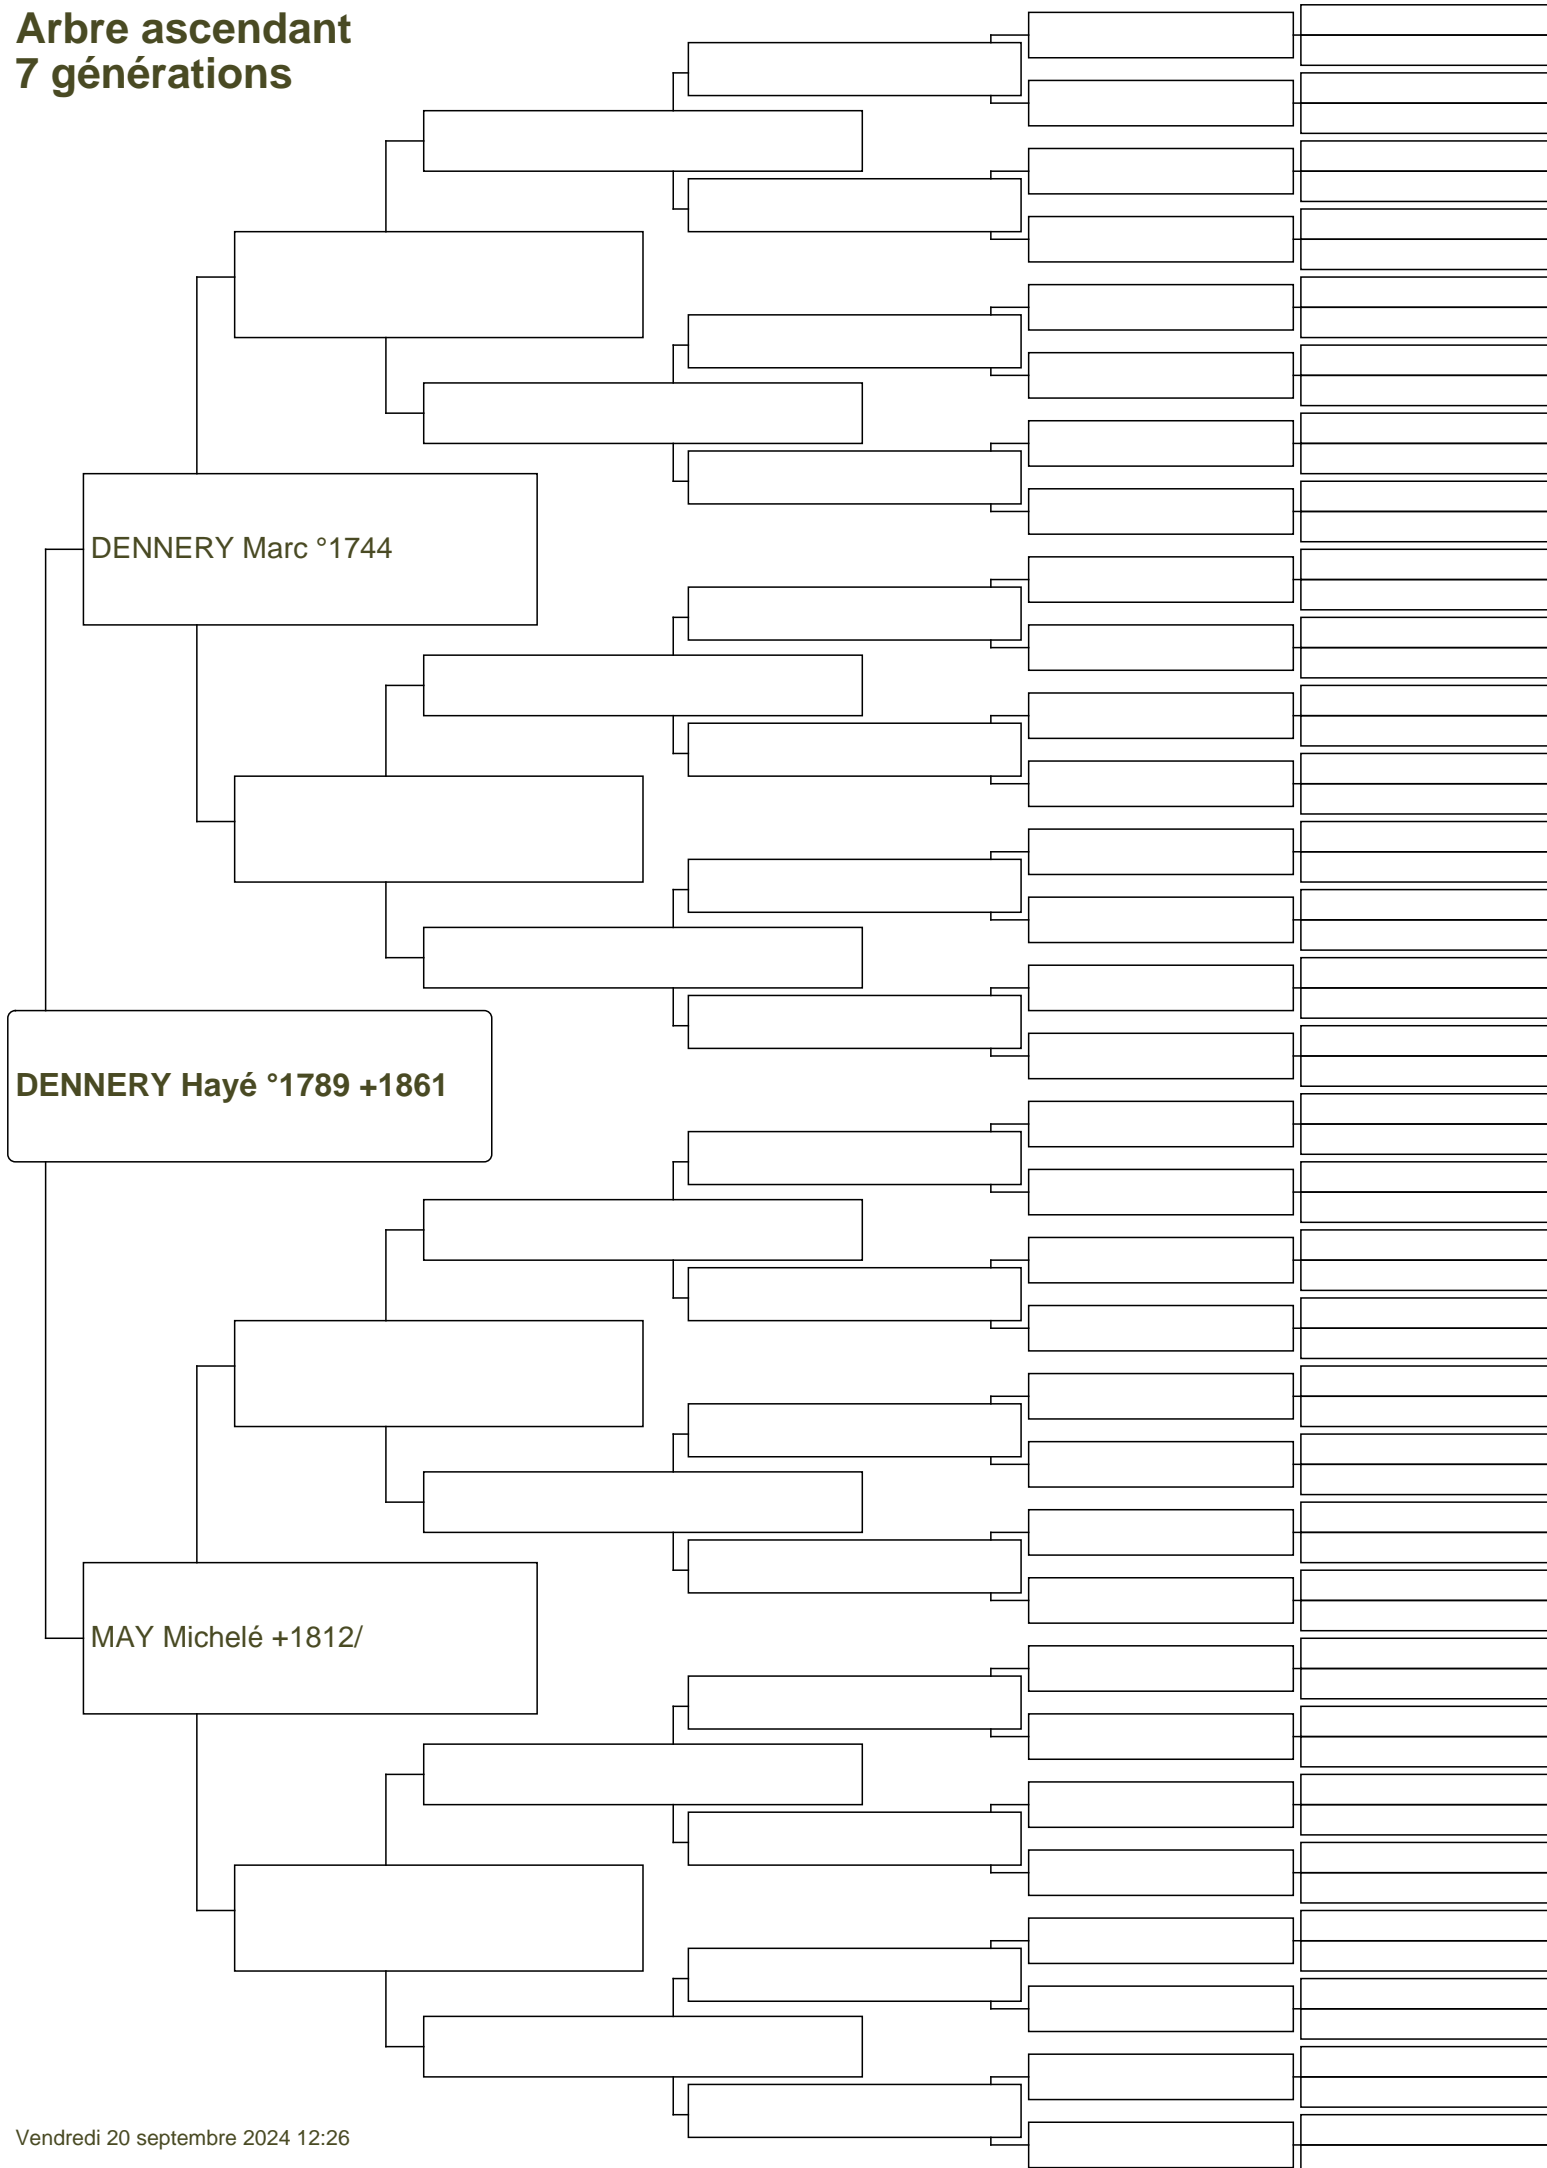 Arbre ascendant
7 générations
DENNERY Marc °1744
DENNERY Hayé °1789 +1861
MAY Michelé +1812/
Vendredi 20 septembre 2024 12:26